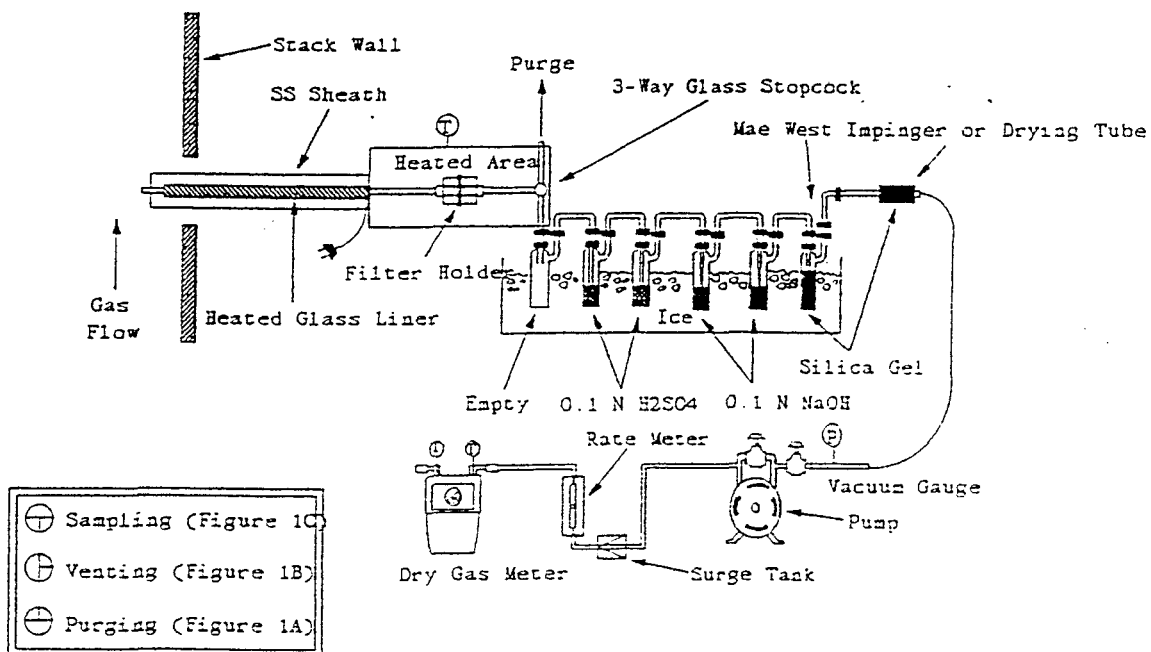 Stack Wall
Purge
3-Way Glass Stopcock
SS Sheath
Mae West Impinger or Drying Tube
T
Heated Area
Filter Holder
Gas
Flow
Heated Glass Liner
Ice
Silica Gel
Empty
0.1 N H2SO4
0.1 N NaOH
Rate Meter
T
T
P
Vacuum Gauge
Pump
Dry Gas Meter
Surge Tank
Sampling (Figure 1C)
Venting (Figure 1B)
Purging (Figure 1A)